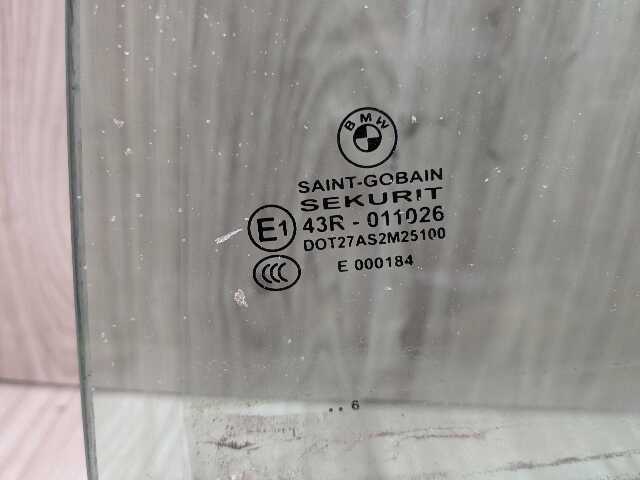 BMW
SAINT-GOBAIN
SEKURIT
E1 43R - 011026
DOT27AS2M25100
CCC E 000184
.. 6